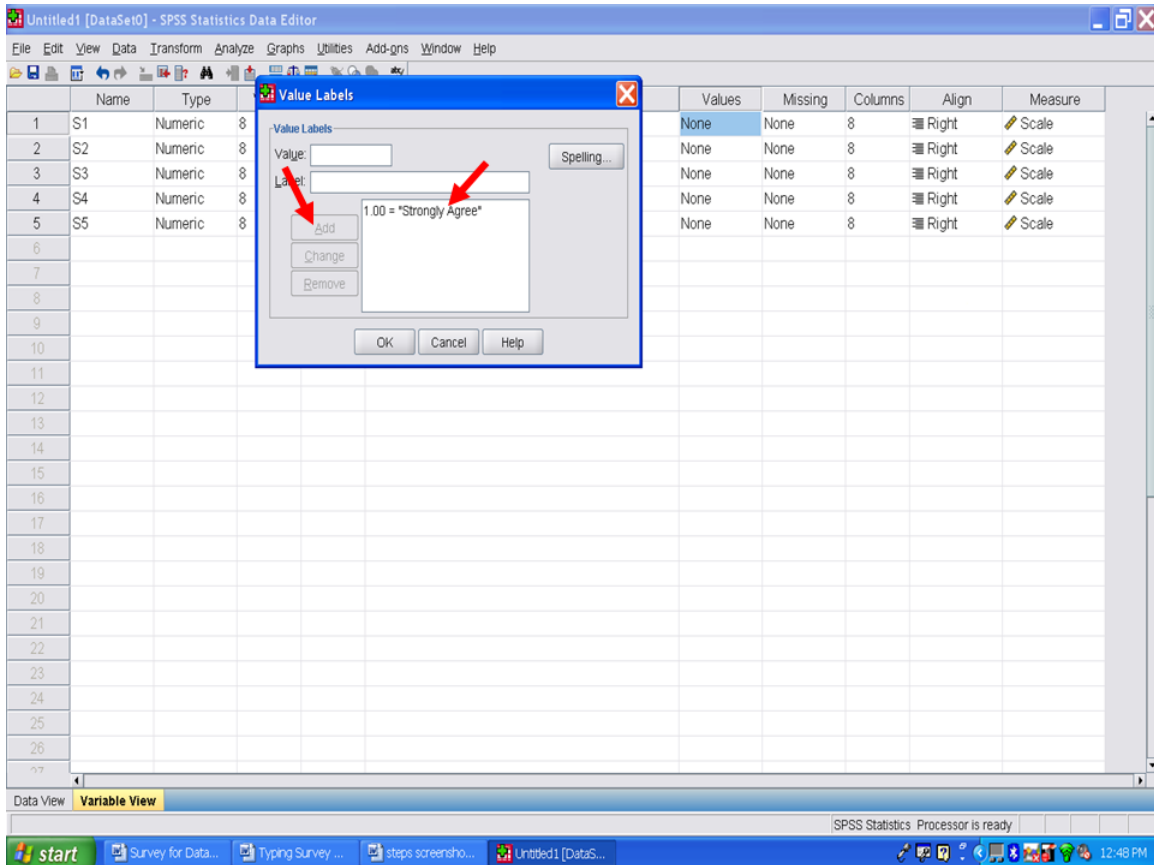 Untitled1 [DataSet0] - SPSS Statistics Data Editor
File Edit View Data Transform Analyze Graphs Utilities Add-ons Window Help
Name Type Values Missing Columns Align Measure
Value Labels
Value Labels
Value:
Spelling...
Label:
1.00 = "Strongly Agree"
Add
Change
Remove
OK Cancel Help
1 S1 Numeric 8 None None 8 Right Scale
2 S2 Numeric 8 None None 8 Right Scale
3 S3 Numeric 8 None None 8 Right Scale
4 S4 Numeric 8 None None 8 Right Scale
5 S5 Numeric 8 None None 8 Right Scale
6
7
8
9
10
11
12
13
14
15
16
17
18
19
20
21
22
23
24
25
26
27
Data View Variable View
SPSS Statistics Processor is ready
start Survey for Data... Typing Survey ... steps screensho... Untitled1 [DataS... 12:48 PM